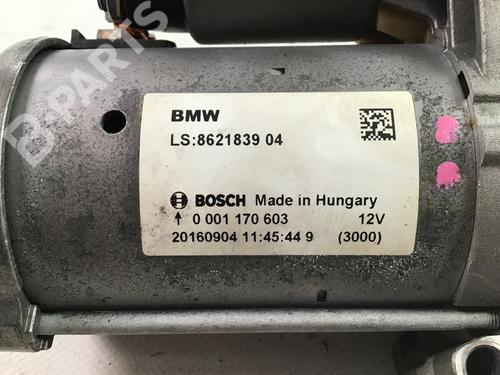 B-PARTS
BMW
LS:8621839 04
BOSCH Made in Hungary
0 001 170 603 12V
20160904 11:45:44 9 (3000)
B-PARTS